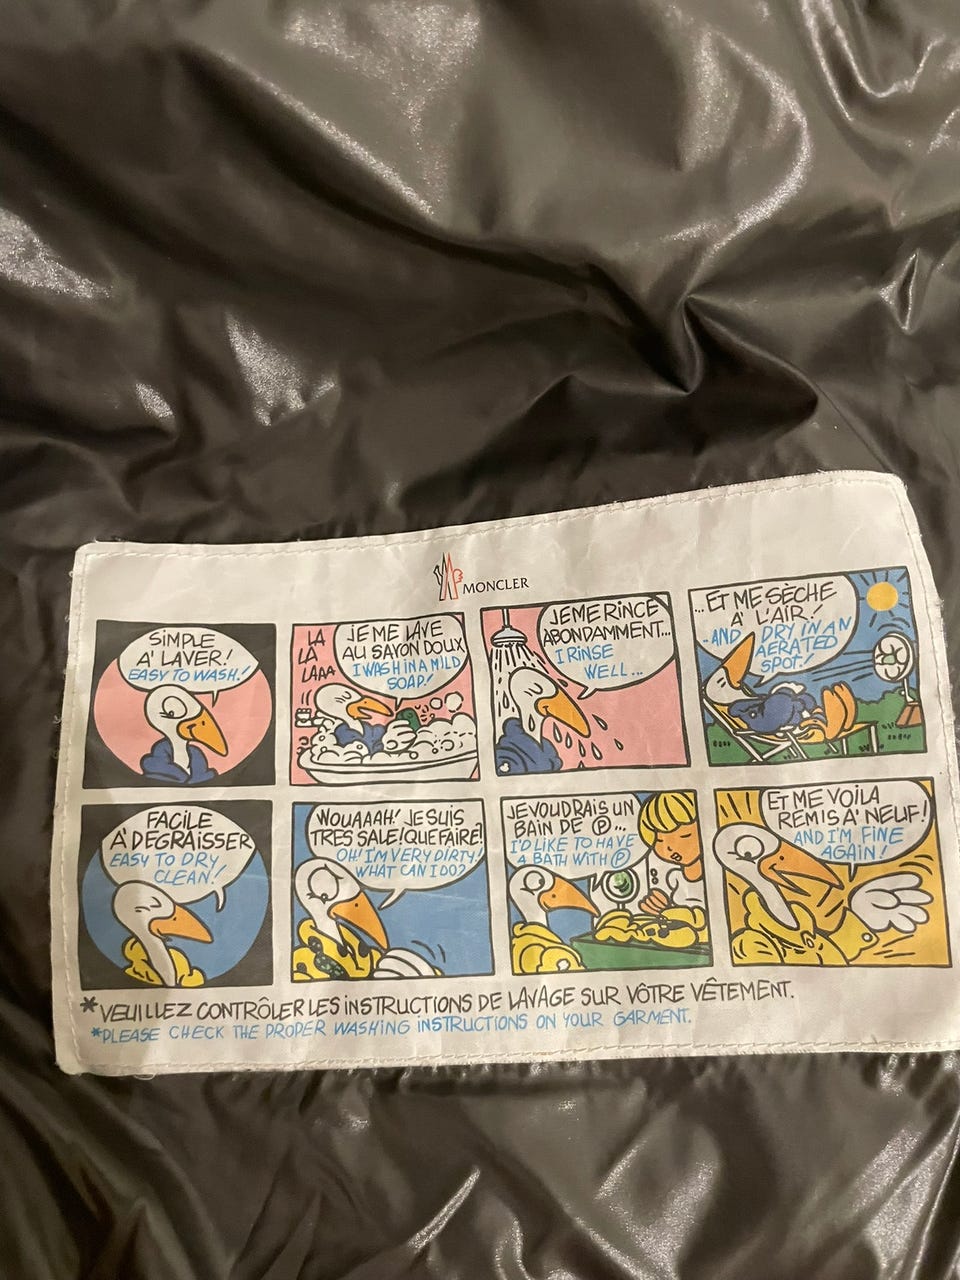 MONCLER
SIMPLE
A' LAVER!
EASY TO WASH!
LA
LA
LAAA
JE ME LAVE
AU SAYON DOUX
I WASH IN A MILD
SOAP!
JE ME RINCE
ABONDAMMENT...
I RINSE
WELL...
...ET ME SÈCHE
A' L'AIR!
..AND DRY IN AN
AERATED
SPOT!
FACILE
A' DEGRAISSER
EASY TO DRY
CLEAN!
WOUAAAH! JE SUIS
TRES SALE! QUE FAIRE!
OH! I'M VERY DIRTY!
WHAT CAN I DO?
JE VOUDRAIS UN
BAIN DE Ⓟ...
I'D LIKE TO HAVE
A BATH WITH Ⓟ
ET ME VOILA
REMIS A' NEUF!
AND I'M FINE
AGAIN!
*VEUILLEZ CONTRÔLER LES INSTRUCTIONS DE LAVAGE SUR VÔTRE VÊTEMENT.
*PLEASE CHECK THE PROPER WASHING INSTRUCTIONS ON YOUR GARMENT.